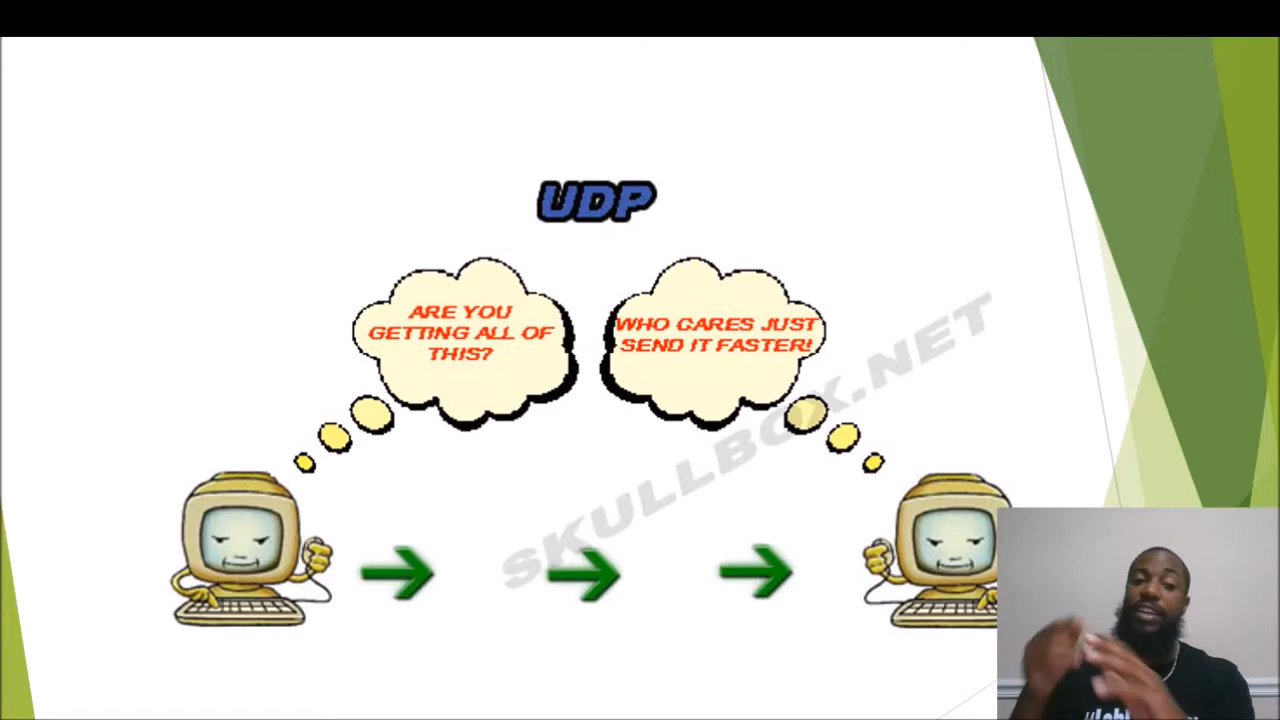 UDP
ARE YOU
GETTING ALL OF
THIS?
WHO CARES JUST
SEND IT FASTER!
SKULLBOX.NET